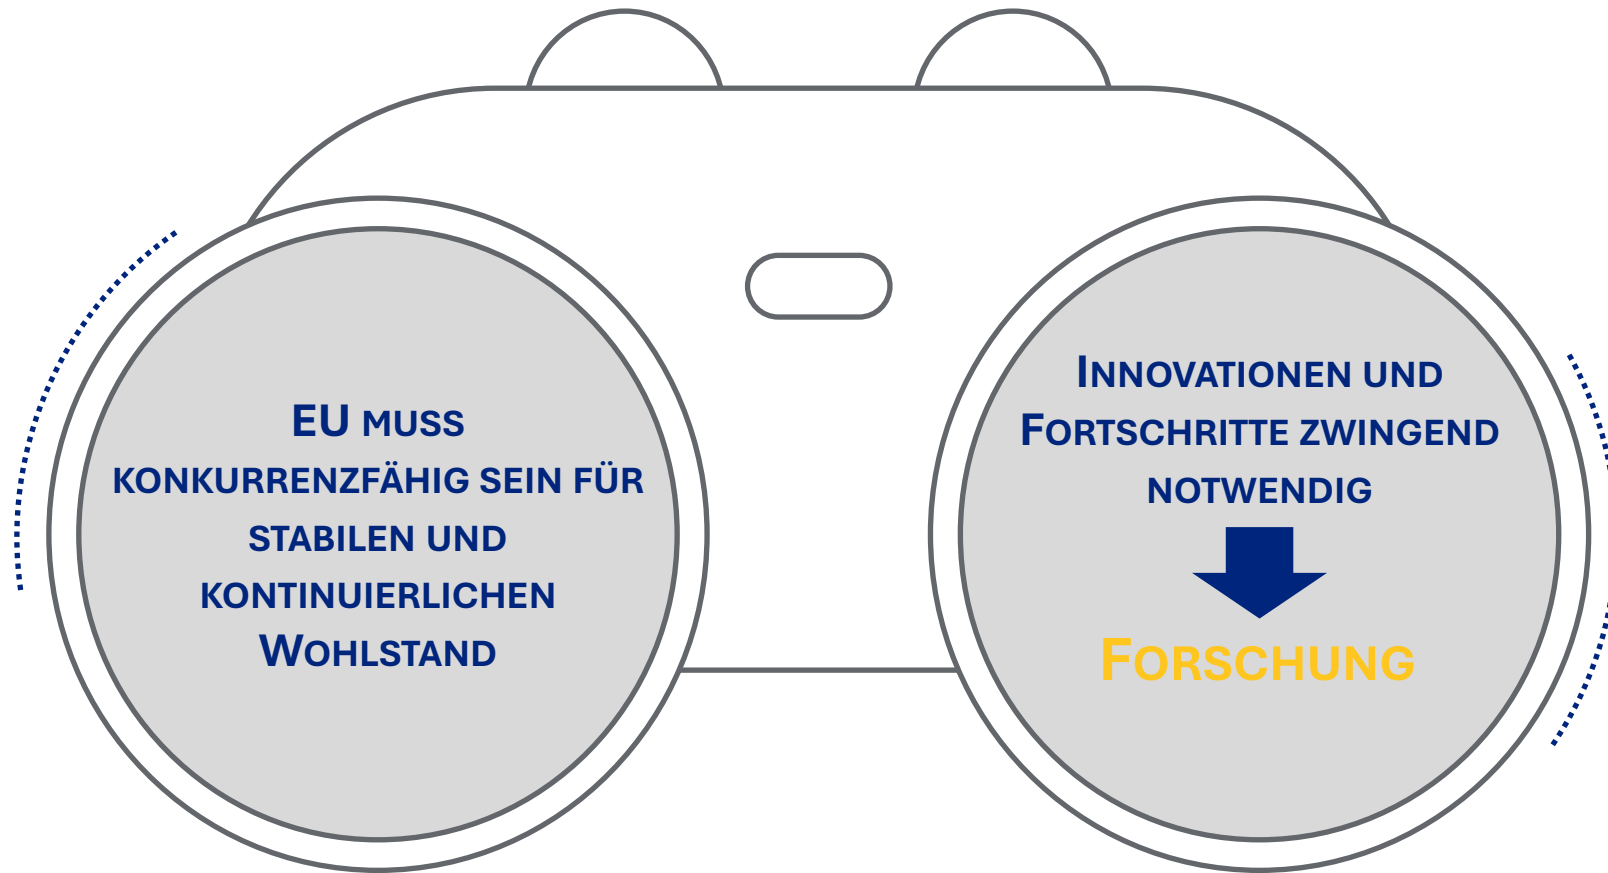 EU MUSS
KONKURRENZFÄHIG SEIN FÜR
STABILEN UND
KONTINUIERLICHEN
WOHLSTAND
INNOVATIONEN UND
FORTSCHRITTE ZWINGEND
NOTWENDIG
FORSCHUNG